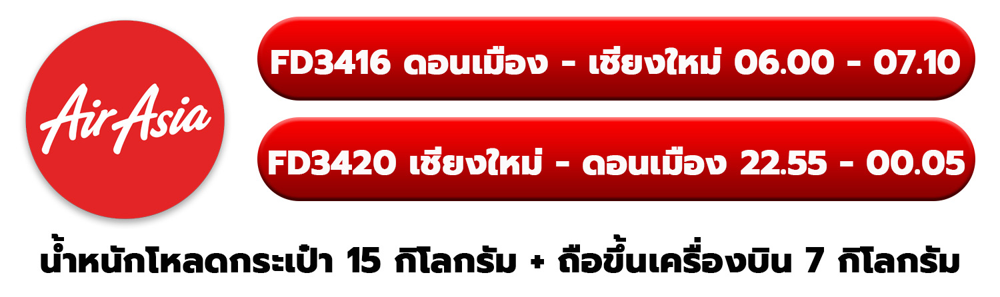 AirAsia
FD3416 ดอนเมือง - เชียงใหม่ 06.00 - 07.10
FD3420 เชียงใหม่ - ดอนเมือง 22.55 - 00.05
น้ำหนักโหลดกระเป๋า 15 กิโลกรัม + ถือขึ้นเครื่องบิน 7 กิโลกรัม